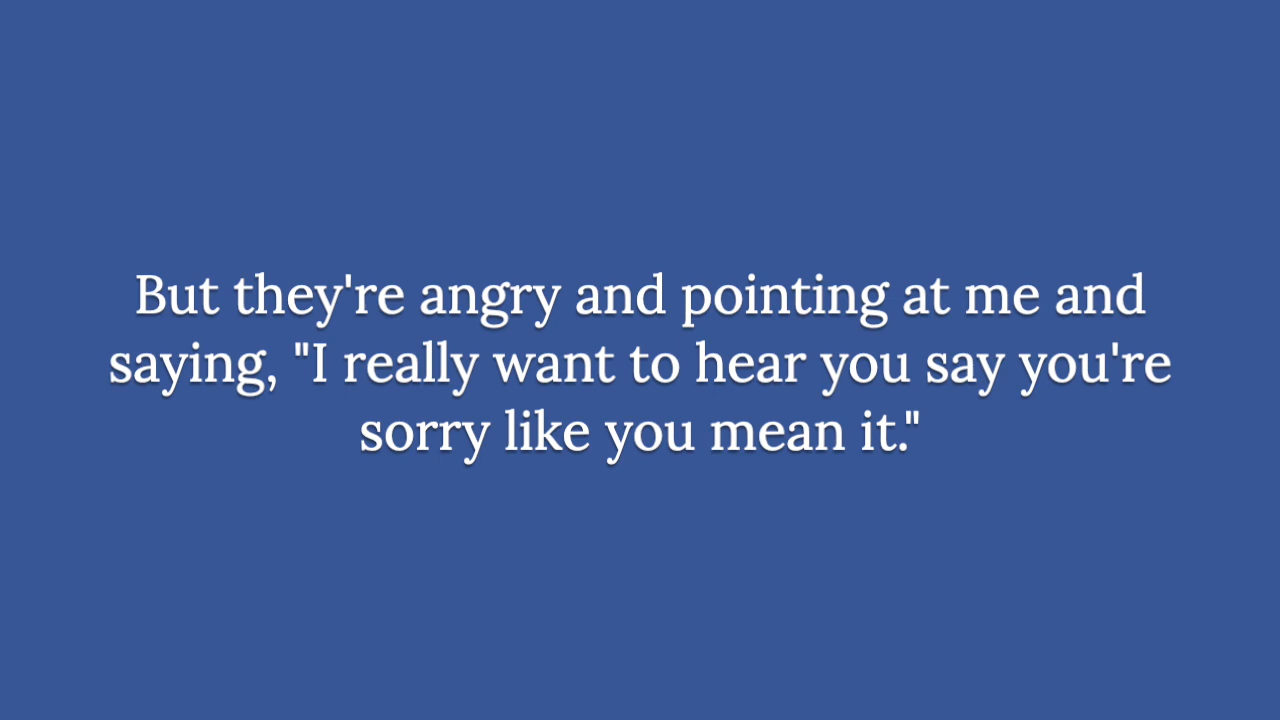 But they're angry and pointing at me and
saying, "I really want to hear you say you're
sorry like you mean it."